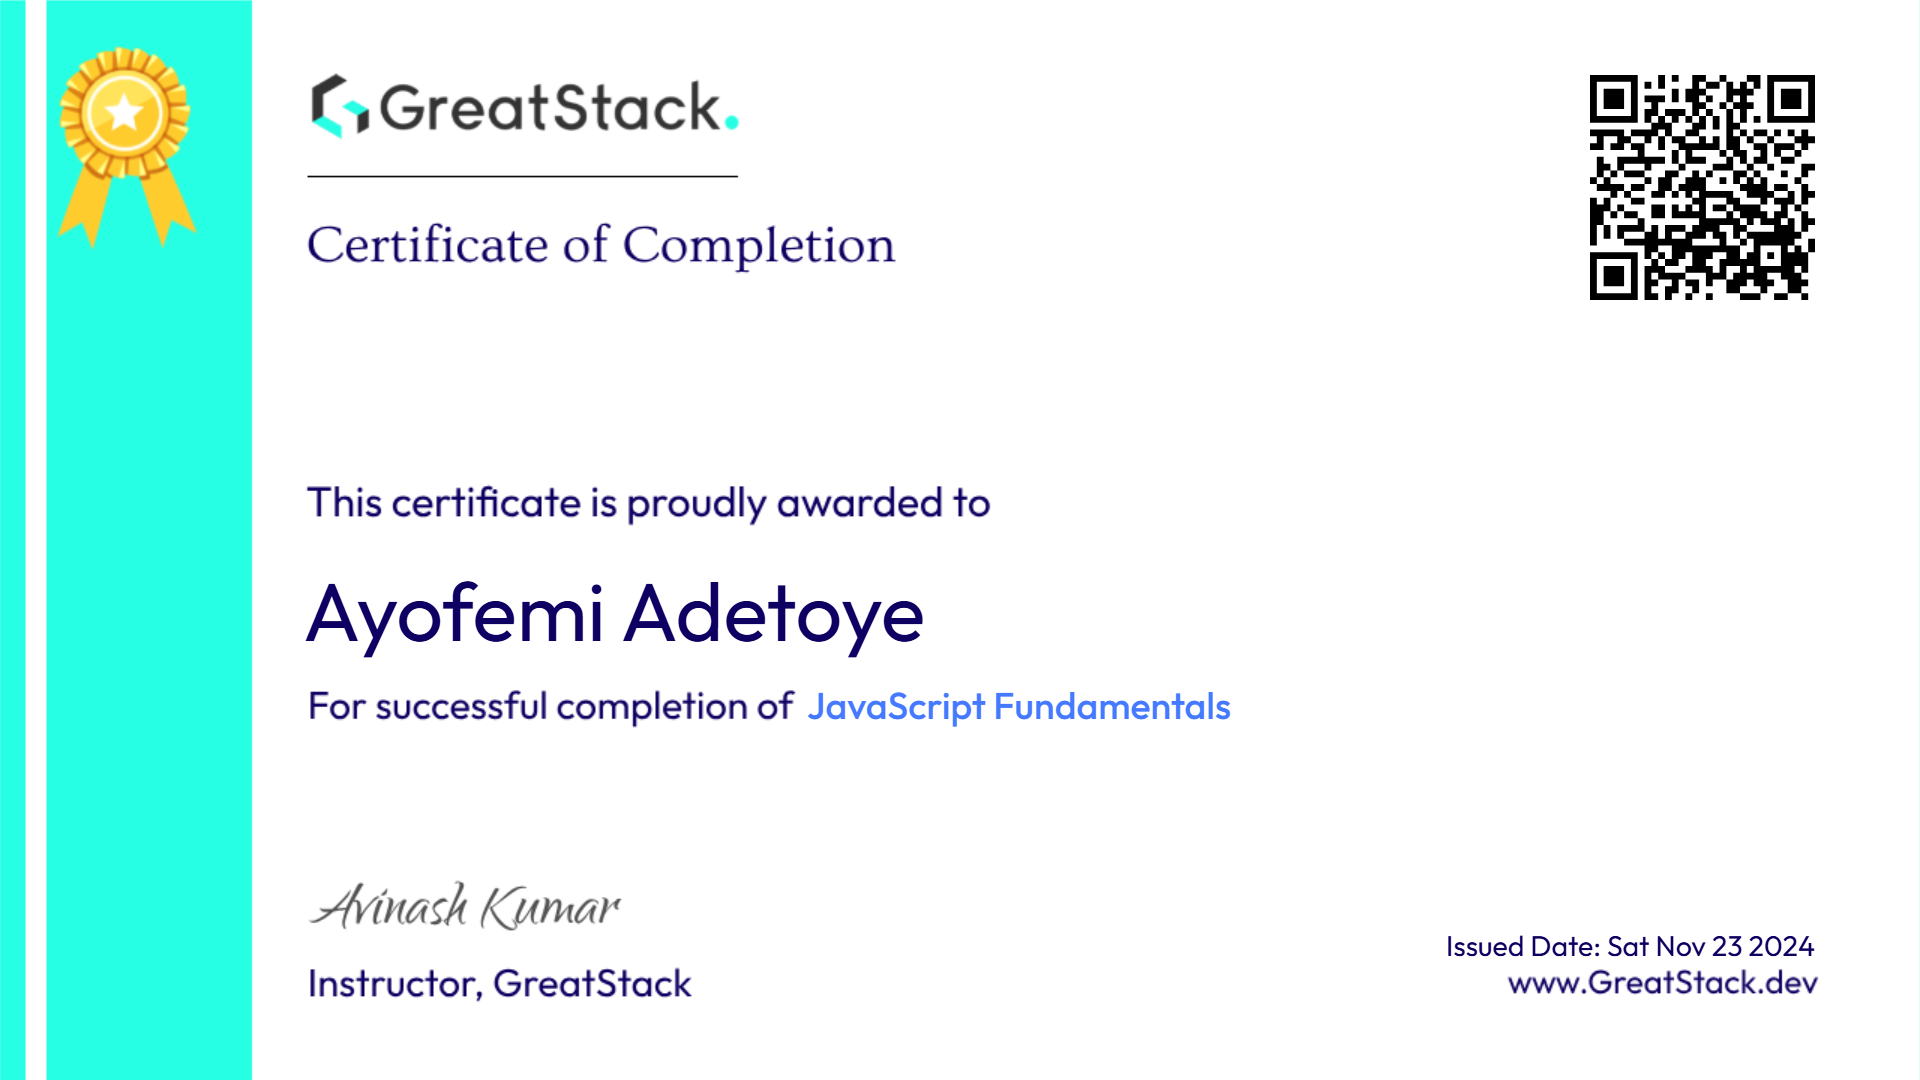 GreatStack.
Certificate of Completion
This certificate is proudly awarded to
Ayofemi Adetoye
For successful completion of JavaScript Fundamentals
Avinash Kumar
Instructor, GreatStack
Issued Date: Sat Nov 23 2024
www.GreatStack.dev